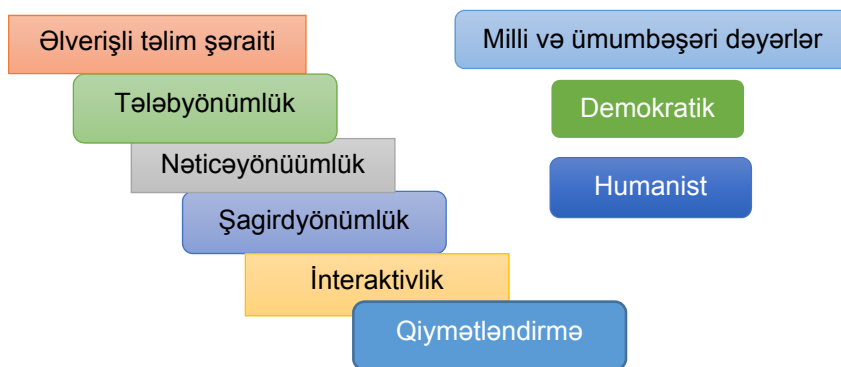 Əlverişli təlim şəraiti
Tələbyönümlük
Nəticəyönüümlük
Şagirdyönümlük
İnteraktivlik
Qiymətləndirmə
Milli və ümumbəşəri dəyərlər
Demokratik
Humanist